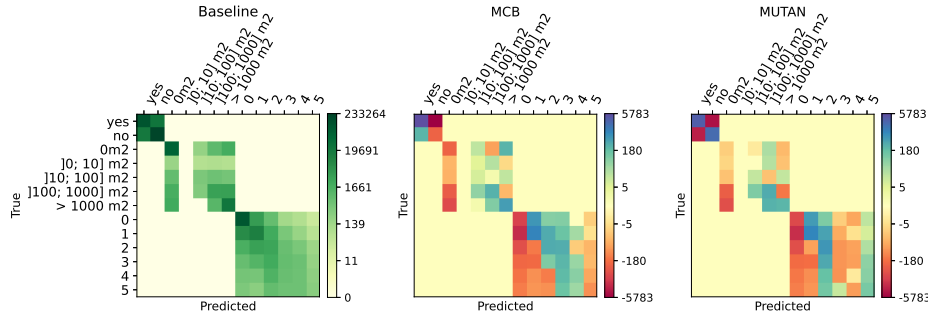 Baseline
MCB
MUTAN
yes
no
0m2
]0; 10] m2
]10; 100] m2
]100; 1000] m2
> 1000 m2
0
1
2
3
4
5
yes
no
0m2
]0; 10] m2
]10; 100] m2
]100; 1000] m2
> 1000 m2
0
1
2
3
4
5
yes
no
0m2
]0; 10] m2
]10; 100] m2
]100; 1000] m2
> 1000 m2
0
1
2
3
4
5
True
yes
no
0m2
]0; 10] m2
]10; 100] m2
]100; 1000] m2
> 1000 m2
0
1
2
3
4
5
Predicted
233264
19691
1661
139
11
0
True
Predicted
5783
180
5
-5
-180
-5783
True
Predicted
5783
180
5
-5
-180
-5783